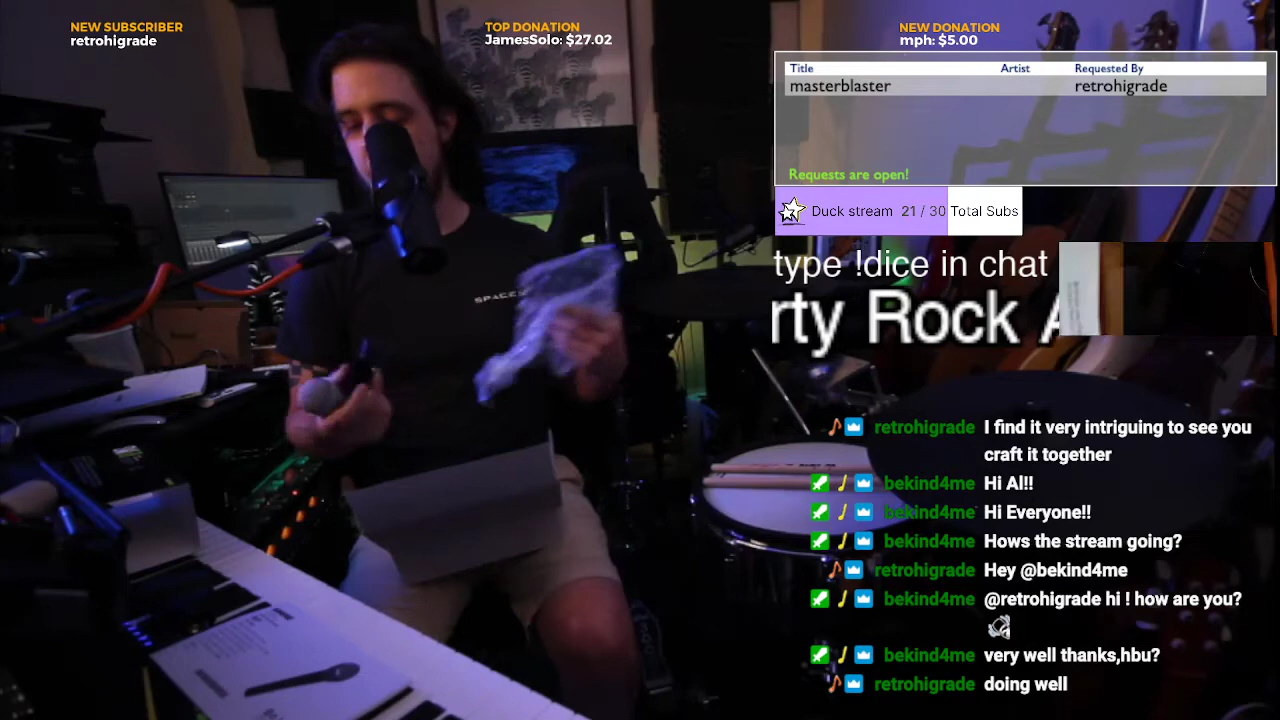 NEW SUBSCRIBER
retrohigrade
TOP DONATION
JamesSolo: $27.02
NEW DONATION
mph: $5.00
Title Artist Requested By
masterblaster retrohigrade
Requests are open!
Duck stream 21 / 30 Total Subs
type !dice in chat
rty Rock A
SPACEX
retrohigrade I find it very intriguing to see you
craft it together
bekind4me Hi Al!!
bekind4me Hi Everyone!!
bekind4me Hows the stream going?
retrohigrade Hey @bekind4me
bekind4me @retrohigrade hi ! how are you?
bekind4me very well thanks,hbu?
retrohigrade doing well